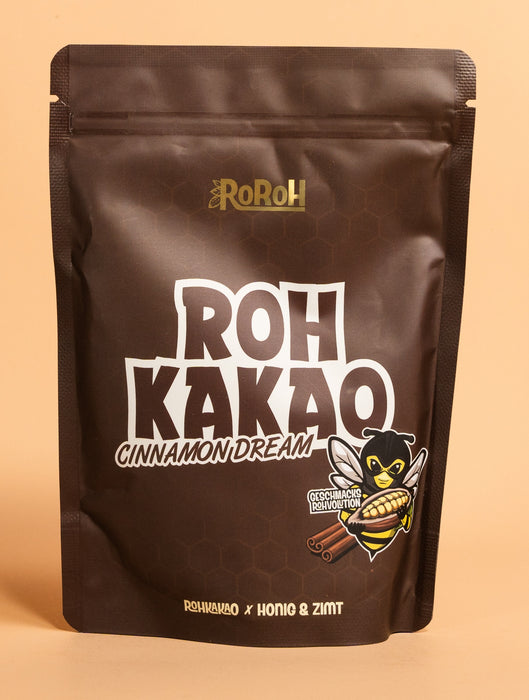 RoRoH
ROH
KAKAO
CINNAMON DREAM
GESCHMACKS
ROHVOLUTION
ROHKAKAO X HONIG & ZIMT